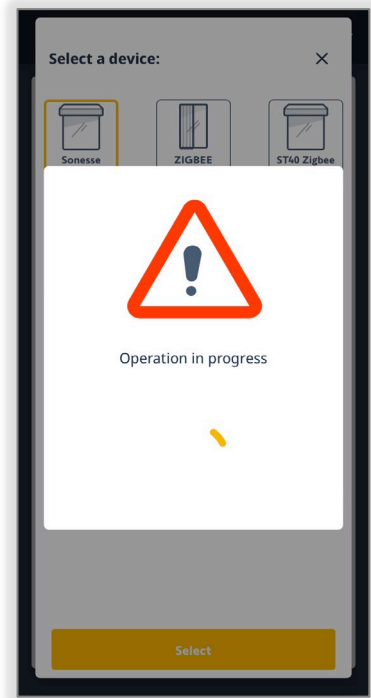 Select a device:
Sonesse
ZIGBEE
ST40 Zigbee
Operation in progress
Select